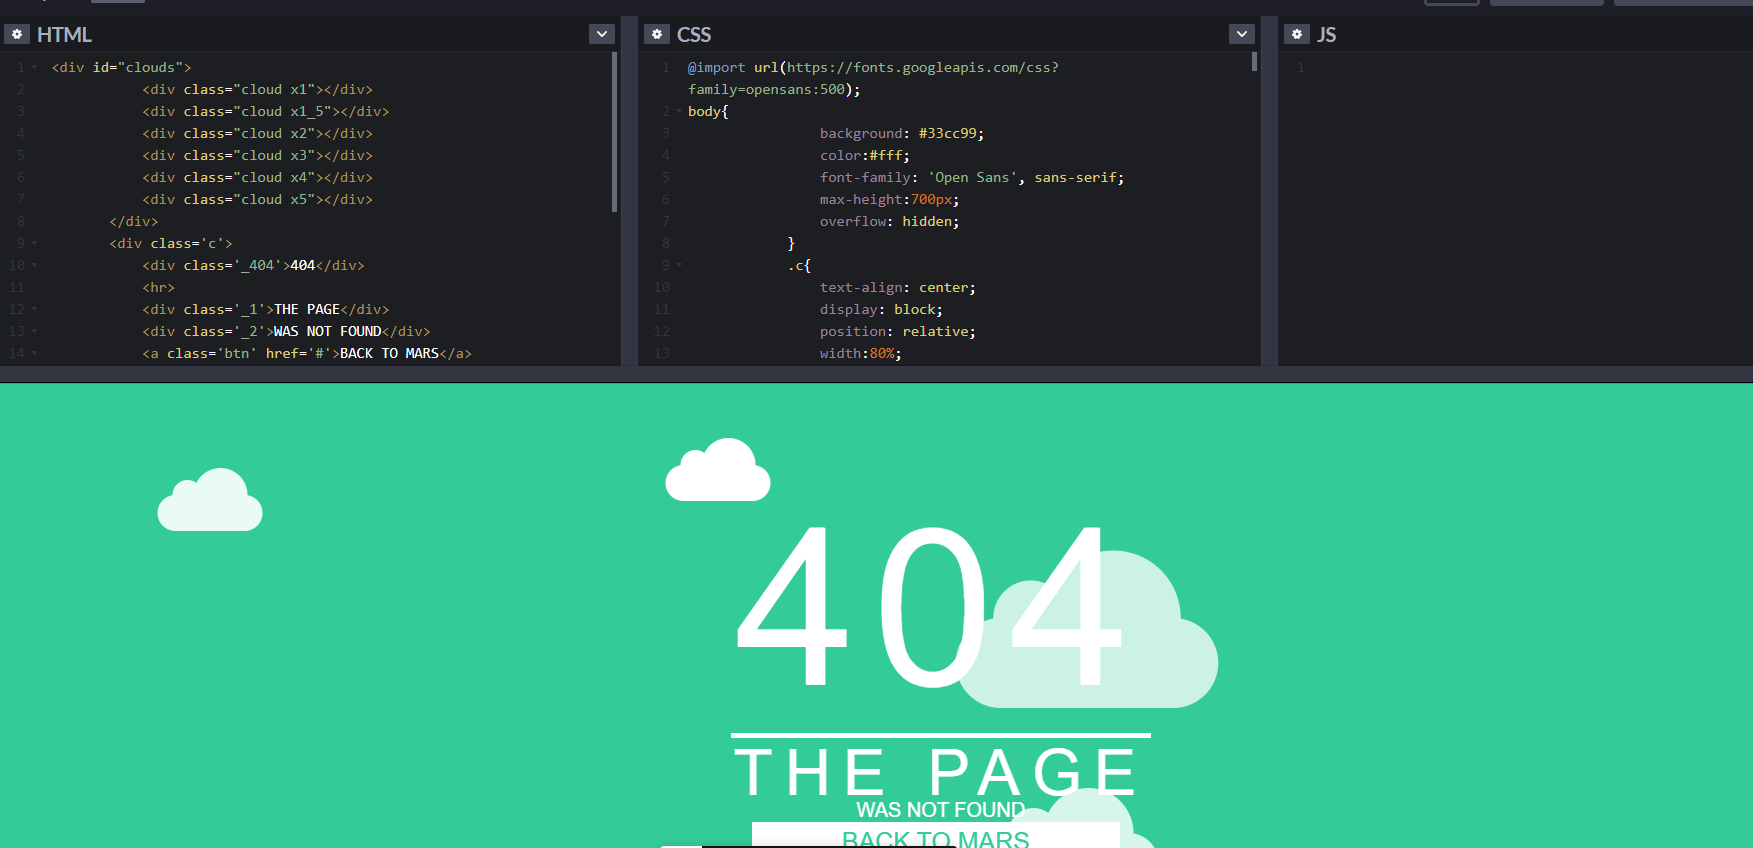 HTML
1 <div id="clouds">
2 <div class="cloud x1"></div>
3 <div class="cloud x1_5"></div>
4 <div class="cloud x2"></div>
5 <div class="cloud x3"></div>
6 <div class="cloud x4"></div>
7 <div class="cloud x5"></div>
8 </div>
9 <div class='c'>
10 <div class='_404'>404</div>
11 <hr>
12 <div class='_1'>THE PAGE</div>
13 <div class='_2'>WAS NOT FOUND</div>
14 <a class='btn' href='#'>BACK TO MARS</a>
CSS
1 @import url(https://fonts.googleapis.com/css?
family=opensans:500);
2 body{
3 background: #33cc99;
4 color:#fff;
5 font-family: 'Open Sans', sans-serif;
6 max-height:700px;
7 overflow: hidden;
8 }
9 .c{
10 text-align: center;
11 display: block;
12 position: relative;
13 width:80%;
JS
1
404
THE PAGE
WAS NOT FOUND
BACK TO MARS